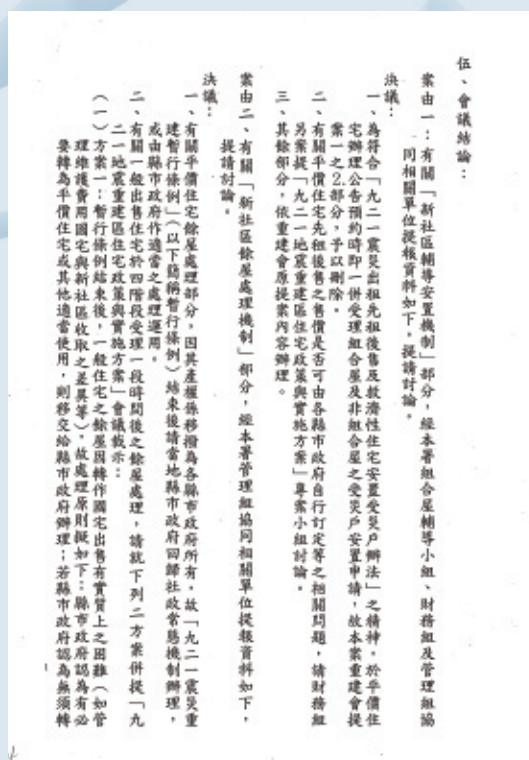 伍、會議結論：
案由一：有關「新社區輔導安置機制」部分，經本署組合屋輔導小組、財務組及管理組協
同相關單位提報資料如下，提請討論。
決議：
一、為符合「九二一震災出租先租後售及救濟性住宅安置受災戶辦法」之精神，於平價住
宅辦理公告預約時即一併受理組合屋及非組合屋之受災戶安置申請，故本案重建會提
案一之2部分，予以刪除。
二、有關平價住宅先租後售之售價是否可由各縣市政府自行訂定等之相關問題，請財務組
另案提「九二一地震重建區住宅政策與實施方案」專案小組討論。
三、其餘部分，依重建會原提案內容辦理。
案由二、有關「新社區餘屋處理機制」部分，經本署管理組協同相關單位提報資料如下，
提請討論。
決議：
一、有關平價住宅餘屋處理部分，因其產權係移撥為各縣市政府所有，故「九二一震災重
建暫行條例」（以下簡稱暫行條例）結束後請當地縣市政府回歸社政常態機制辦理，
或由縣市政府作適當之處理運用。
二、有關一般出售住宅於四階段受理一段時間後之餘屋處理，請就下列二方案併提「九
二一地震重建區住宅政策與實施方案」會議裁示：
（一）方案一：暫行條例結束後，一般住宅之餘屋因轉作國宅出售有實質上之困難（如管
理維護費用國宅與新社區收取之差異等），故處理原則擬如下：縣市政府認為有必
要轉為平價住宅或其他適當使用，則移交給縣市政府辦理；若縣市政府認為無須轉
1